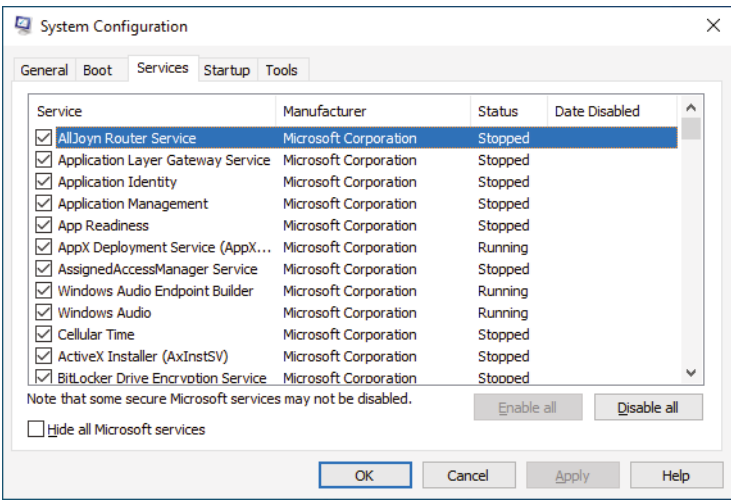 System Configuration
General Boot Services Startup Tools
Service Manufacturer Status Date Disabled
AllJoyn Router Service Microsoft Corporation Stopped
Application Layer Gateway Service Microsoft Corporation Stopped
Application Identity Microsoft Corporation Stopped
Application Management Microsoft Corporation Stopped
App Readiness Microsoft Corporation Stopped
AppX Deployment Service (AppX... Microsoft Corporation Running
AssignedAccessManager Service Microsoft Corporation Stopped
Windows Audio Endpoint Builder Microsoft Corporation Running
Windows Audio Microsoft Corporation Running
Cellular Time Microsoft Corporation Stopped
ActiveX Installer (AxInstSV) Microsoft Corporation Stopped
BitLocker Drive Encryption Service Microsoft Corporation Stopped
Note that some secure Microsoft services may not be disabled.
Enable all Disable all
Hide all Microsoft services
OK Cancel Apply Help